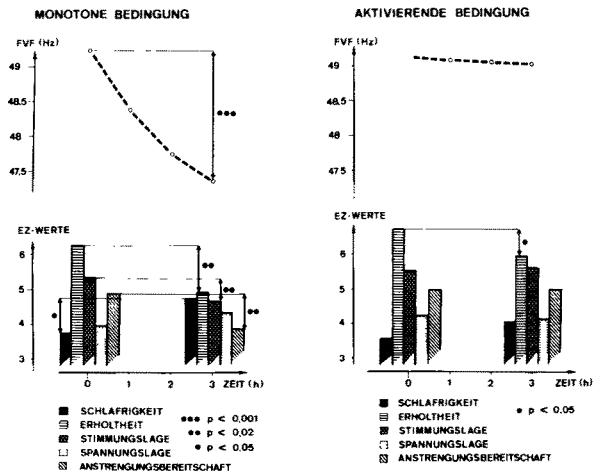 MONOTONE BEDINGUNG
FVF (Hz)
49
48.5
48
47.5
●●●
EZ-WERTE
6
5
4
3
●
●●
●●
●●
0 1 2 3 ZEIT (h)
SCHLAFRIGKEIT
ERHOLTHEIT
STIMMUNGSLAGE
SPANNUNGSLAGE
ANSTRENGUNGSBEREITSCHAFT
●●● p < 0,001
●● p < 0,02
● p < 0,05
AKTIVIERENDE BEDINGUNG
FVF (Hz)
49
48.5
48
47.5
EZ-WERTE
6
5
4
3
●
0 1 2 3 ZEIT (h)
SCHLAFRIGKEIT
ERHOLTHEIT
STIMMUNGSLAGE
SPANNUNGSLAGE
ANSTRENGUNGSBEREITSCHAFT
● p < 0.05